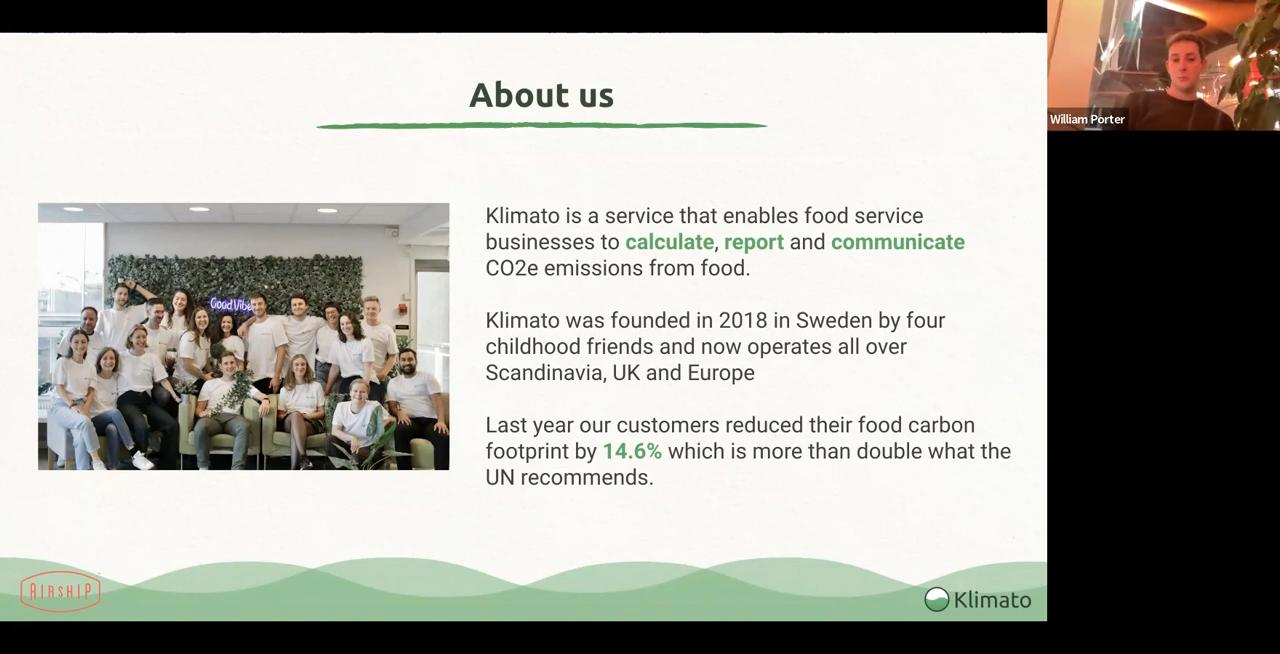 About us
William Porter
Good Vibe
Klimato is a service that enables food service
businesses to calculate, report and communicate
CO2e emissions from food.
Klimato was founded in 2018 in Sweden by four
childhood friends and now operates all over
Scandinavia, UK and Europe
Last year our customers reduced their food carbon
footprint by 14.6% which is more than double what the
UN recommends.
AIRSHIP
Klimato